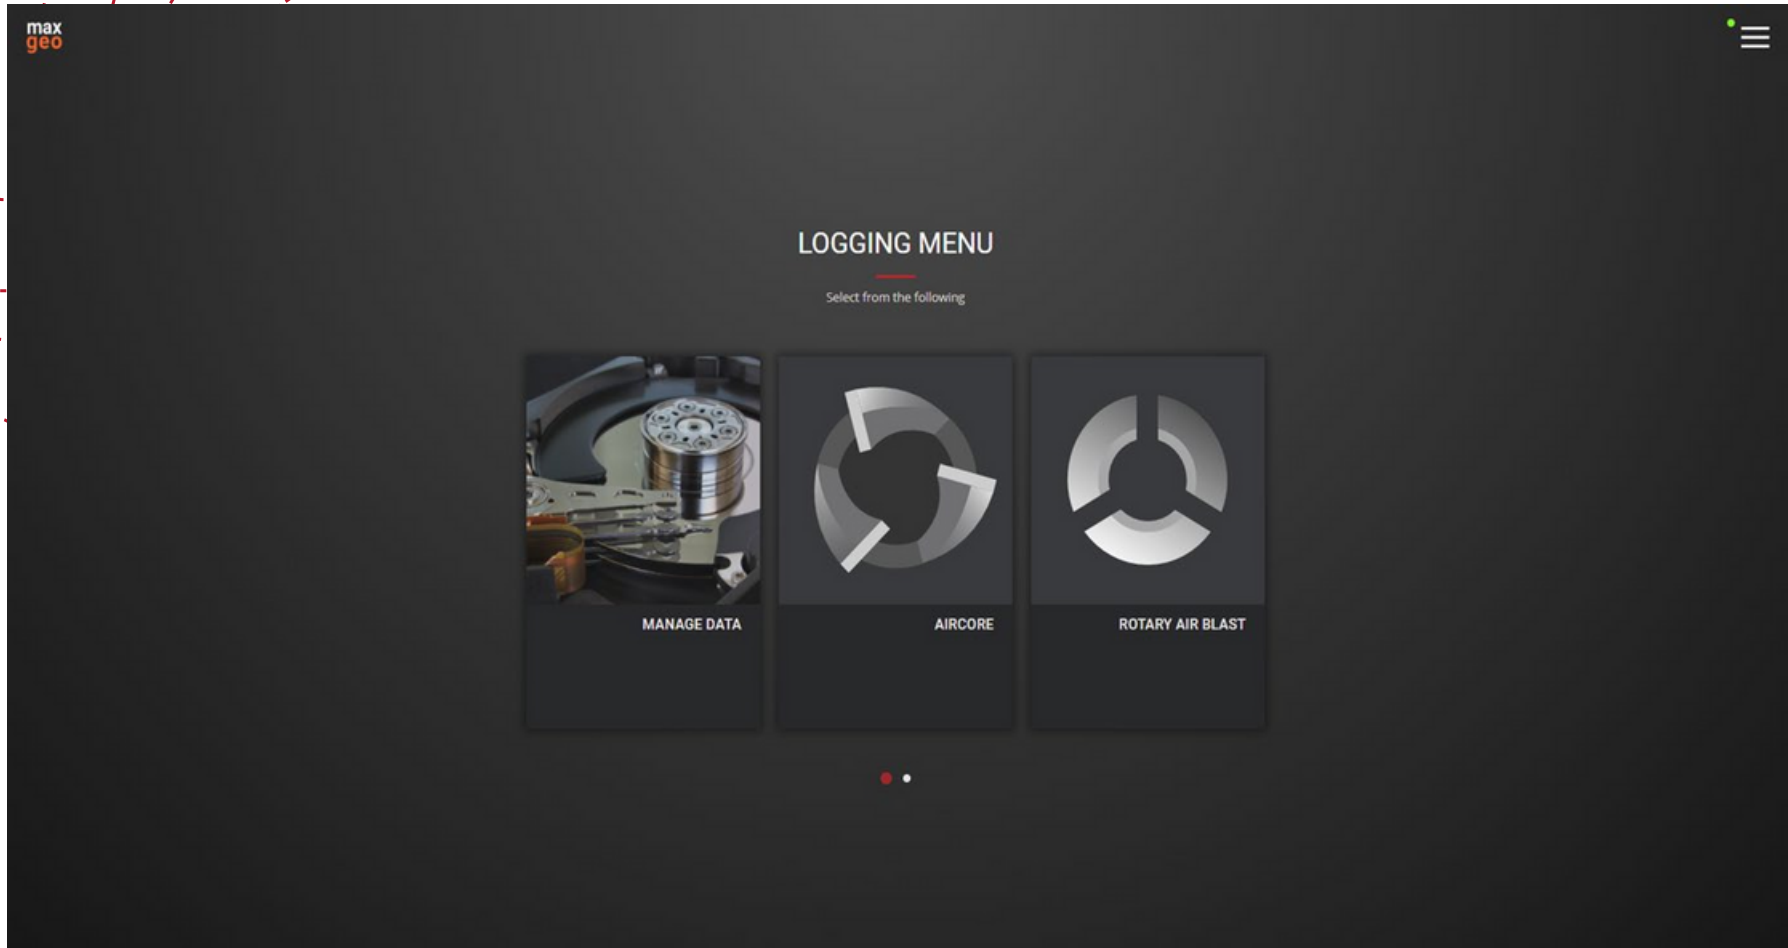 max
geo
LOGGING MENU
Select from the following
MANAGE DATA
AIRCORE
ROTARY AIR BLAST